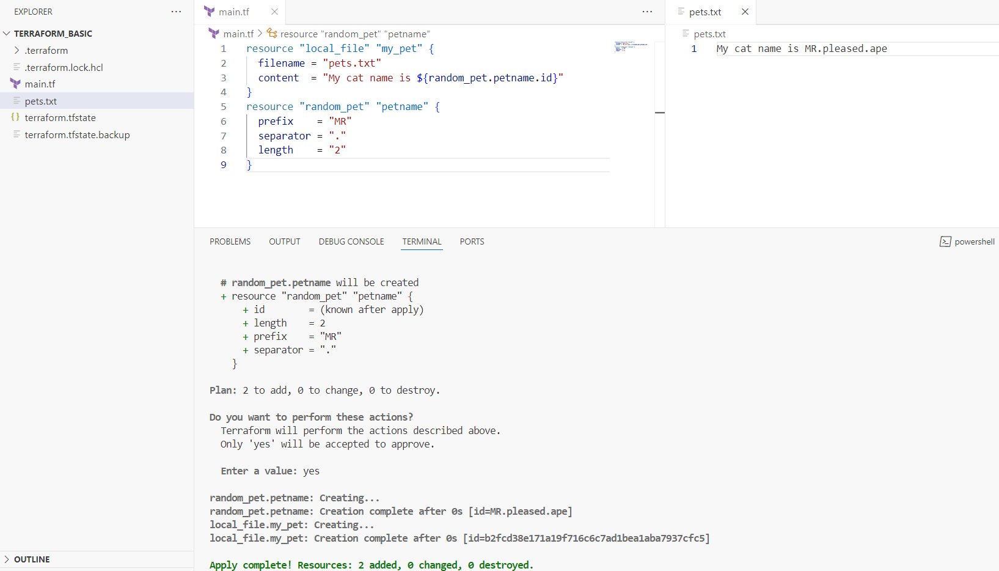 EXPLORER
TERRAFORM_BASIC
.terraform
.terraform.lock.hcl
main.tf
pets.txt
terraform.tfstate
terraform.tfstate.backup
OUTLINE
main.tf
main.tf > resource "random_pet" "petname"
1 resource "local_file" "my_pet" {
2 filename = "pets.txt"
3 content  = "My cat name is ${random_pet.petname.id}"
4 }
5 resource "random_pet" "petname" {
6 prefix    = "MR"
7 separator = "."
8 length    = "2"
9 }
pets.txt
pets.txt
1 My cat name is MR.pleased.ape
PROBLEMS OUTPUT DEBUG CONSOLE TERMINAL PORTS
powershell
# random_pet.petname will be created
+ resource "random_pet" "petname" {
+ id        = (known after apply)
+ length    = 2
+ prefix    = "MR"
+ separator = "."
}
Plan: 2 to add, 0 to change, 0 to destroy.
Do you want to perform these actions?
Terraform will perform the actions described above.
Only 'yes' will be accepted to approve.
Enter a value: yes
random_pet.petname: Creating...
random_pet.petname: Creation complete after 0s [id=MR.pleased.ape]
local_file.my_pet: Creating...
local_file.my_pet: Creation complete after 0s [id=b2fcd38e171a19f716c6c7ad1bea1aba7937cfc5]
Apply complete! Resources: 2 added, 0 changed, 0 destroyed.